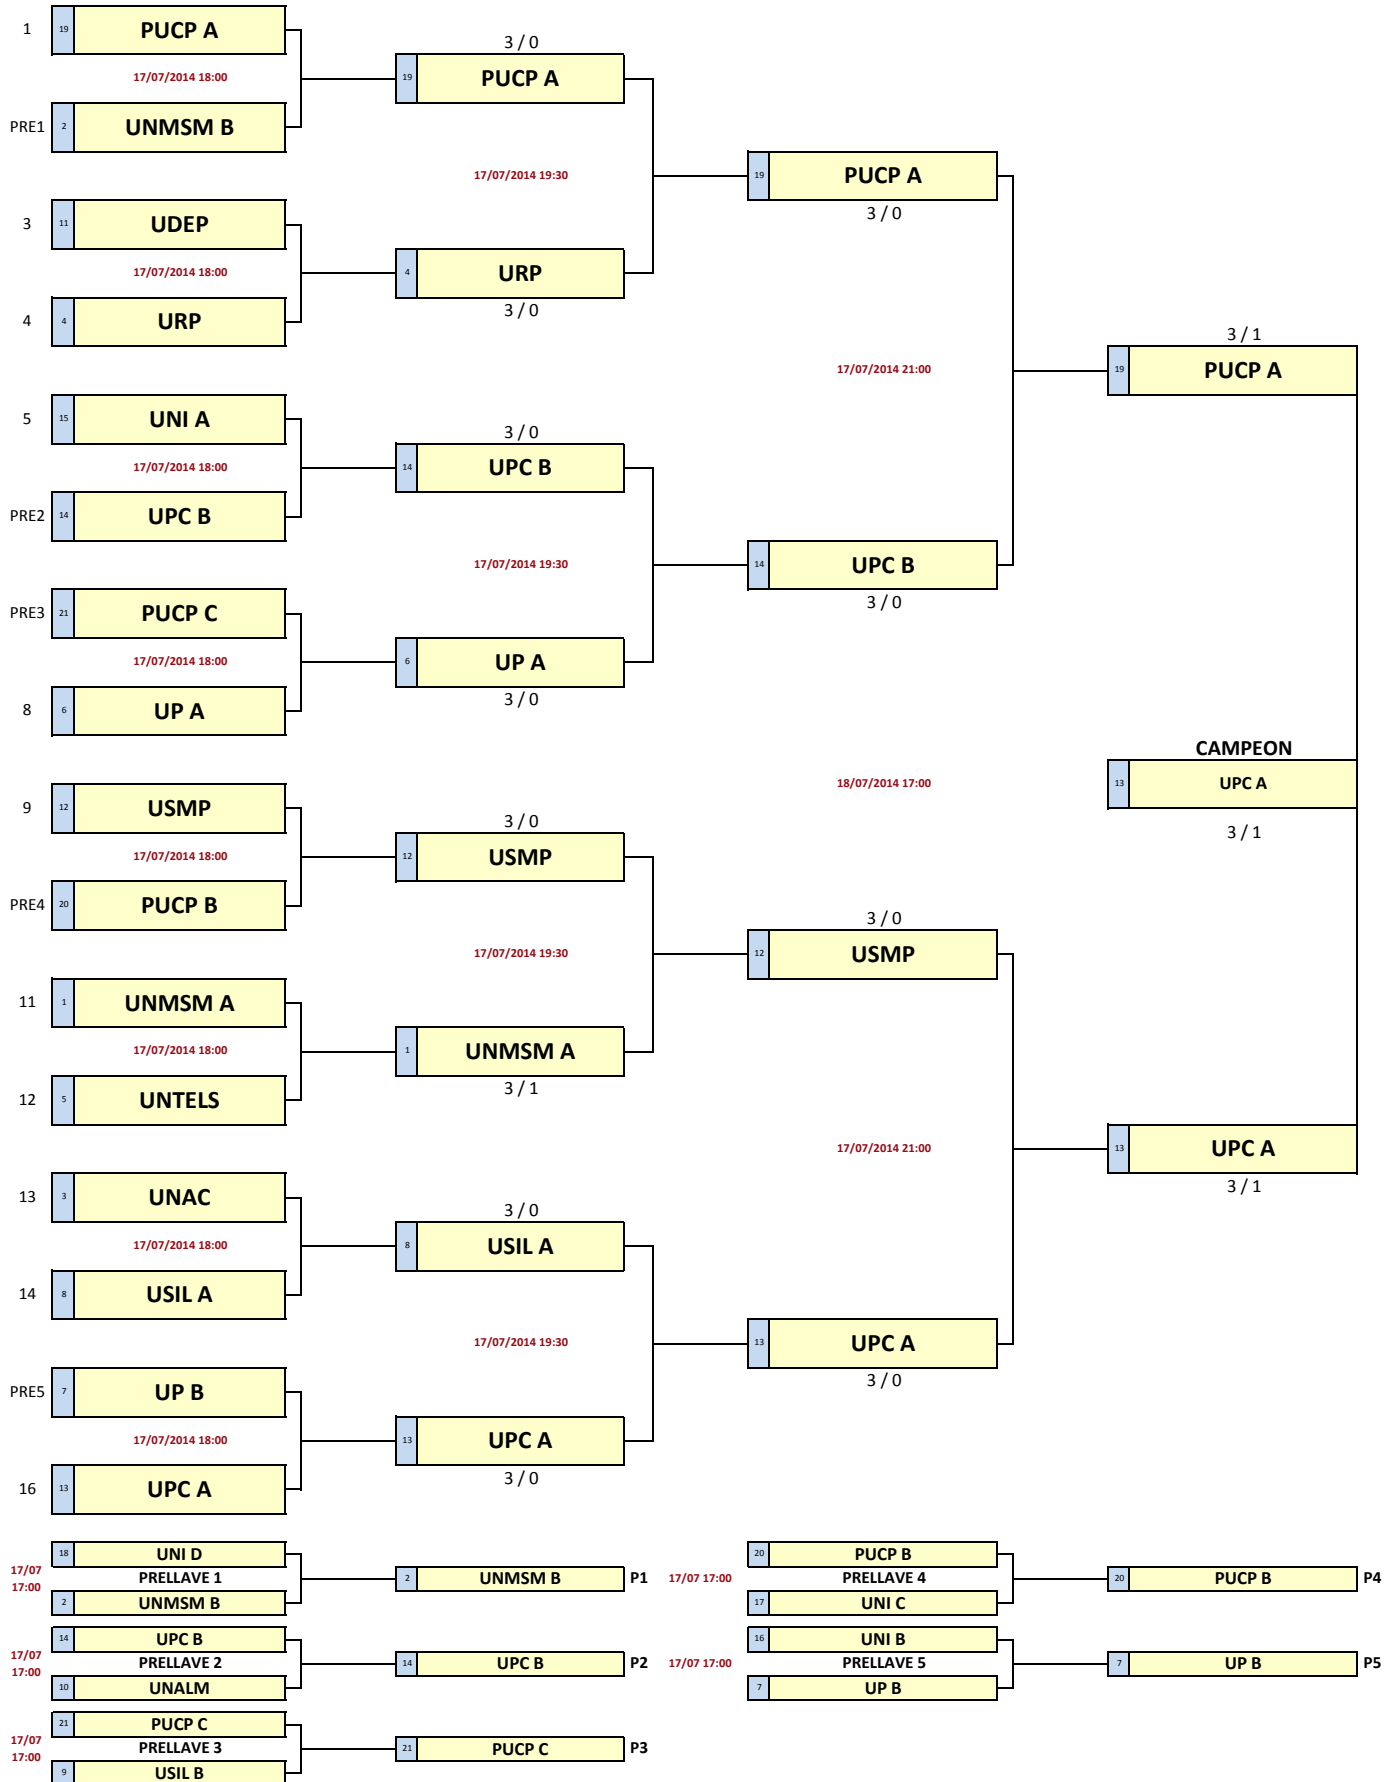 1 19 PUCP A
3 / 0
17/07/2014 18:00 19 PUCP A
PRE1 2 UNMSM B
17/07/2014 19:30 19 PUCP A
3 / 0
3 11 UDEP
17/07/2014 18:00 4 URP
3 / 0
4 4 URP
3 / 1
17/07/2014 21:00 19 PUCP A
5 15 UNI A
3 / 0
17/07/2014 18:00 14 UPC B
PRE2 14 UPC B
17/07/2014 19:30 14 UPC B
3 / 0
PRE3 21 PUCP C
17/07/2014 18:00 6 UP A
3 / 0
8 6 UP A
CAMPEON
18/07/2014 17:00 13 UPC A
3 / 1
9 12 USMP
3 / 0
17/07/2014 18:00 12 USMP
PRE4 20 PUCP B
3 / 0
17/07/2014 19:30 12 USMP
11 1 UNMSM A
17/07/2014 18:00 1 UNMSM A
3 / 1
12 5 UNTELS
17/07/2014 21:00 13 UPC A
3 / 1
13 3 UNAC
3 / 0
17/07/2014 18:00 8 USIL A
14 8 USIL A
17/07/2014 19:30 13 UPC A
3 / 0
PRE5 7 UP B
17/07/2014 18:00 13 UPC A
3 / 0
16 13 UPC A
18 UNI D
17/07
17:00
PRELLAVE 1 2 UNMSM B P1
2 UNMSM B
17/07 17:00
20 PUCP B
PRELLAVE 4 20 PUCP B P4
17 UNI C
14 UPC B
17/07
17:00
PRELLAVE 2 14 UPC B P2
10 UNALM
17/07 17:00
16 UNI B
PRELLAVE 5 7 UP B P5
7 UP B
21 PUCP C
17/07
17:00
PRELLAVE 3 21 PUCP C P3
9 USIL B